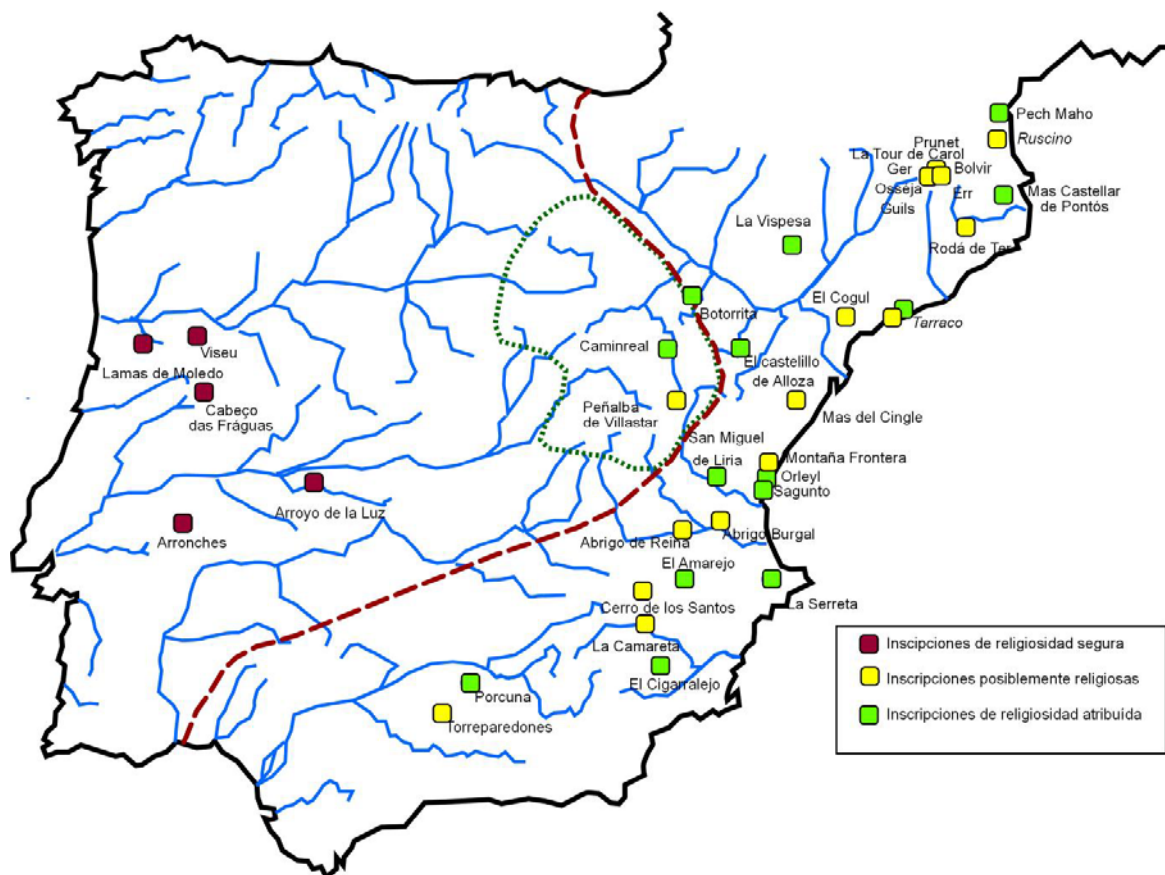 Pech Maho
Ruscino
Prunet
La Tour de Carol
Ger
Bolvir
Osséja
Err
Guils
Mas Castellar
de Pontós
Rodá de Ter
La Vispesa
El Cogul
Tarraco
Botorrita
Caminreal
El castelillo
de Alloza
Viseu
Lamas de Moledo
Cabeço
das Fráguas
Peñalba
de Villastar
Mas del Cingle
San Miguel
de Liria
Montaña Frontera
Orleyl
Sagunto
Arroyo de la Luz
Arronches
Abrigo de Reina
Abrigo Burgal
El Amarejo
Cerro de los Santos
La Serreta
La Camareta
El Cigarralejo
Porcuna
Torreparedones
Inscipciones de religiosidad segura
Inscripciones posiblemente religiosas
Inscripciones de religiosidad atribuída